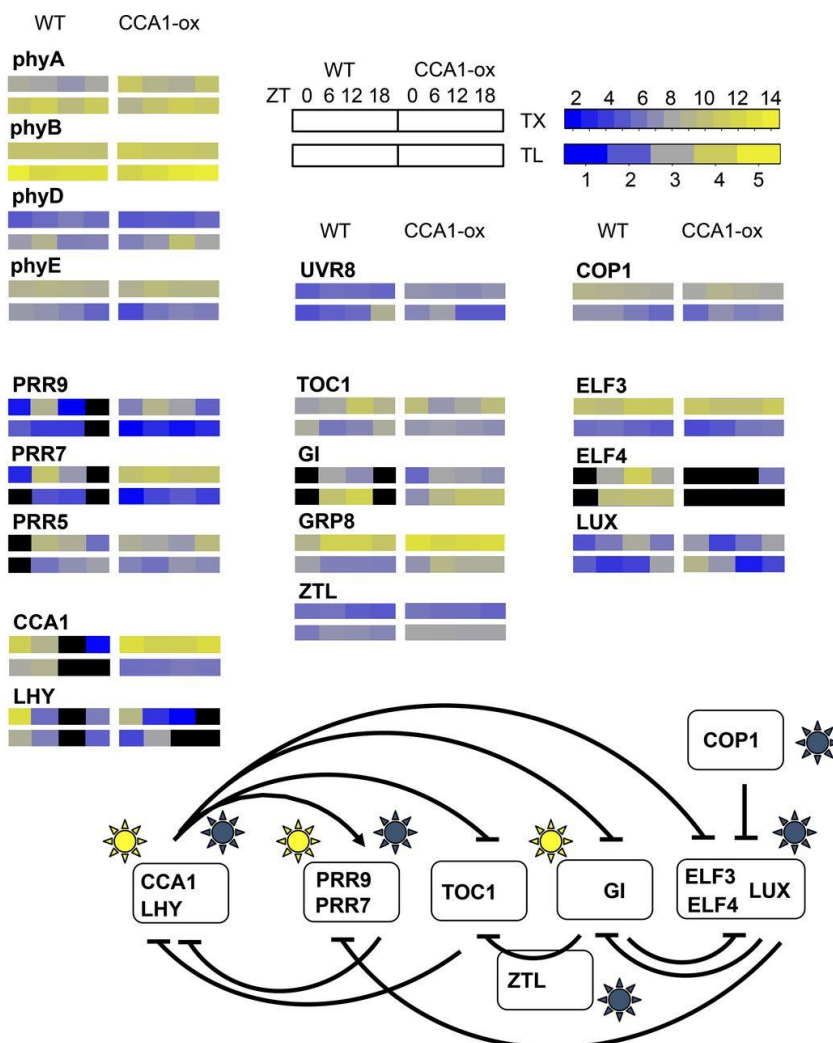 WT CCA1-ox
phyA
phyB
phyD
phyE
PRR9
PRR7
PRR5
CCA1
LHY
WT CCA1-ox
ZT 0 6 12 18 0 6 12 18
TX
TL
2 4 6 8 10 12 14
1 2 3 4 5
WT CCA1-ox
UVR8
TOC1
GI
GRP8
ZTL
WT CCA1-ox
COP1
ELF3
ELF4
LUX
COP1
CCA1
LHY
PRR9
PRR7
TOC1
GI
ELF3
ELF4
LUX
ZTL